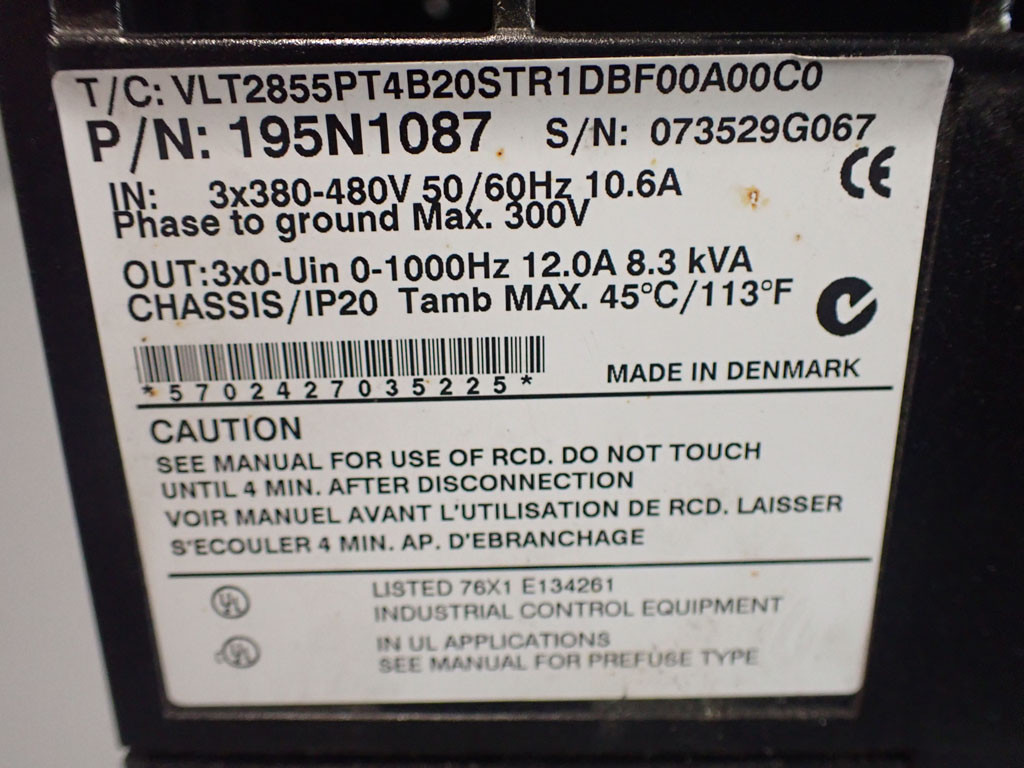 T/C: VLT2855PT4B20STR1DBF00A00C0
P/N: 195N1087 S/N: 073529G067
IN: 3x380-480V 50/60Hz 10.6A
Phase to ground Max. 300V
CE
OUT:3x0-Uin 0-1000Hz 12.0A 8.3 kVA
CHASSIS/IP20 Tamb MAX. 45°C/113°F
*5702427035225*
MADE IN DENMARK
CAUTION
SEE MANUAL FOR USE OF RCD. DO NOT TOUCH
UNTIL 4 MIN. AFTER DISCONNECTION
VOIR MANUEL AVANT L'UTILISATION DE RCD. LAISSER
S'ECOULER 4 MIN. AP. D'EBRANCHAGE
UL LISTED 76X1 E134261
INDUSTRIAL CONTROL EQUIPMENT
UL IN UL APPLICATIONS
SEE MANUAL FOR PREFUSE TYPE